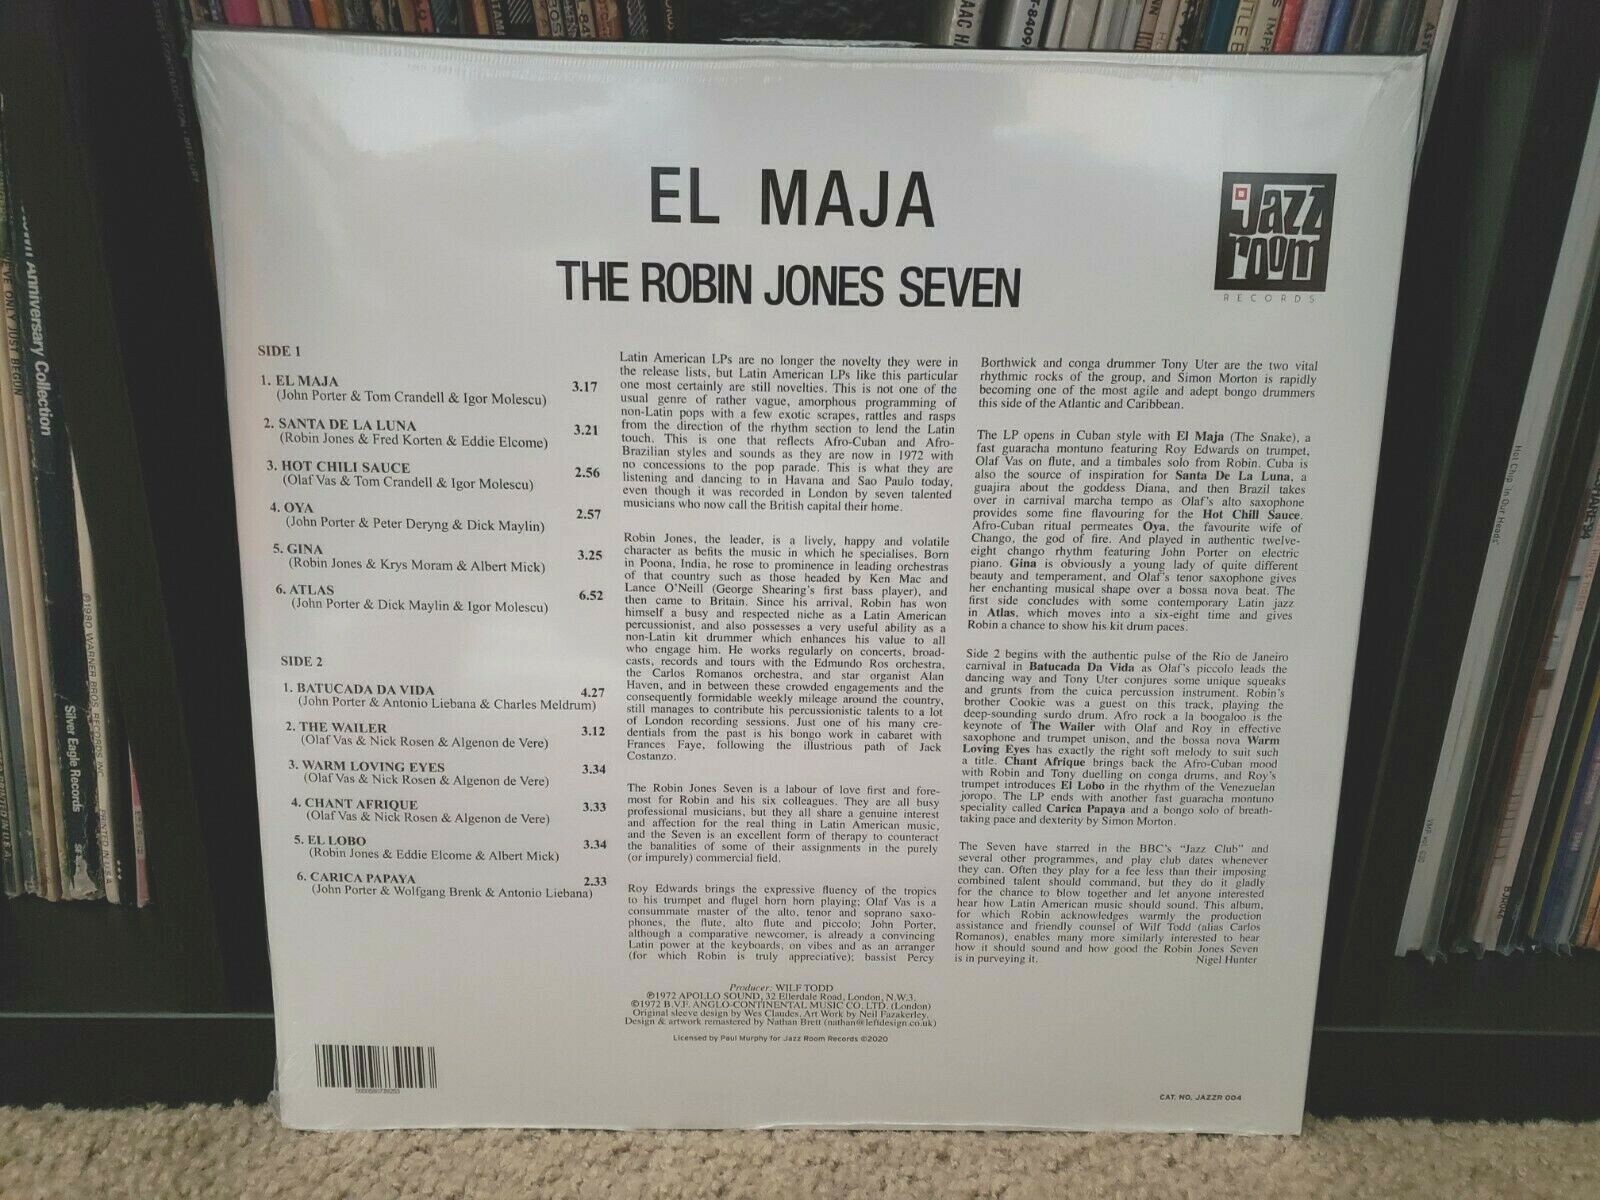 EL MAJA
THE ROBIN JONES SEVEN
Jazz
room
RECORDS
SIDE 1
1. EL MAJA 3.17
(John Porter & Tom Crandell & Igor Molescu)
2. SANTA DE LA LUNA 3.21
(Robin Jones & Fred Korten & Eddie Elcome)
3. HOT CHILI SAUCE 2.56
(Olaf Vas & Tom Crandell & Igor Molescu)
4. OYA 2.57
(John Porter & Peter Deryng & Dick Maylin)
5. GINA 3.25
(Robin Jones & Krys Moram & Albert Mick)
6. ATLAS 6.52
(John Porter & Dick Maylin & Igor Molescu)
SIDE 2
1. BATUCADA DA VIDA 4.27
(John Porter & Antonio Liebana & Charles Meldrum)
2. THE WAILER 3.12
(Olaf Vas & Nick Rosen & Algenon de Vere)
3. WARM LOVING EYES 3.34
(Olaf Vas & Nick Rosen & Algenon de Vere)
4. CHANT AFRIQUE 3.33
(Olaf Vas & Nick Rosen & Algenon de Vere)
5. EL LOBO 3.34
(Robin Jones & Eddie Elcome & Albert Mick)
6. CARICA PAPAYA 2.33
(John Porter & Wolfgang Brenk & Antonio Liebana)
Latin American LPs are no longer the novelty they were in
the release lists, but Latin American LPs like this particular
one most certainly are still novelties. This is not one of the
usual genre of rather vague, amorphous programming of
non-Latin pops with a few exotic scrapes, rattles and rasps
from the direction of the rhythm section to lend the Latin
touch. This is one that reflects Afro-Cuban and Afro-
Brazilian styles and sounds as they are now in 1972 with
no concessions to the pop parade. This is what they are
listening and dancing to in Havana and Sao Paulo today,
even though it was recorded in London by seven talented
musicians who now call the British capital their home.
Robin Jones, the leader, is a lively, happy and volatile
character as befits the music in which he specialises. Born
in Poona, India, he rose to prominence in leading orchestras
of that country such as those headed by Ken Mac and
Lance O'Neill (George Shearing's first bass player), and
then came to Britain. Since his arrival, Robin has won
himself a busy and respected niche as a Latin American
percussionist, and also possesses a very useful ability as a
non-Latin kit drummer which enhances his value to all
who engage him. He works regularly on concerts, broad-
casts, records and tours with the Edmundo Ros orchestra,
the Carlos Romanos orchestra, and star organist Alan
Haven, and in between these crowded engagements and the
consequently formidable weekly mileage around the country,
still manages to contribute his percussionistic talents to a lot
of London recording sessions. Just one of his many cre-
dentials from the past is his bongo work in cabaret with
Frances Faye, following the illustrious path of Jack
Costanzo.
The Robin Jones Seven is a labour of love first and fore-
most for Robin and his six colleagues. They are all busy
professional musicians, but they all share a genuine interest
and affection for the real thing in Latin American music,
and the Seven is an excellent form of therapy to counteract
the banalities of some of their assignments in the purely
(or impurely) commercial field.
Roy Edwards brings the expressive fluency of the tropics
to his trumpet and flugel horn horn playing; Olaf Vas is a
consummate master of the alto, tenor and soprano saxo-
phones, the flute, alto flute and piccolo; John Porter,
although a comparative newcomer, is already a convincing
Latin power at the keyboards, on vibes and as an arranger
(for which Robin is truly appreciative); bassist Percy
Borthwick and conga drummer Tony Uter are the two vital
rhythmic rocks of the group, and Simon Morton is rapidly
becoming one of the most agile and adept bongo drummers
this side of the Atlantic and Caribbean.
The LP opens in Cuban style with El Maja (The Snake), a
fast guaracha montuno featuring Roy Edwards on trumpet,
Olaf Vas on flute, and a timbales solo from Robin. Cuba is
also the source of inspiration for Santa De La Luna, a
guajira about the goddess Diana, and then Brazil takes
over in carnival marcha tempo as Olaf's alto saxophone
provides some fine flavouring for the Hot Chill Sauce.
Afro-Cuban ritual permeates Oya, the favourite wife of
Chango, the god of fire. And played in authentic twelve-
eight chango rhythm featuring John Porter on electric
piano. Gina is obviously a young lady of quite different
beauty and temperament, and Olaf's tenor saxophone gives
her enchanting musical shape over a bossa nova beat. The
first side concludes with some contemporary Latin jazz
in Atlas, which moves into a six-eight time and gives
Robin a chance to show his kit drum paces.
Side 2 begins with the authentic pulse of the Rio de Janeiro
carnival in Batucada Da Vida as Olaf's piccolo leads the
dancing way and Tony Uter conjures some unique squeaks
and grunts from the cuica percussion instrument. Robin's
brother Cookie was a guest on this track, playing the
deep-sounding surdo drum. Afro rock a la boogaloo is the
keynote of The Wailer with Olaf and Roy in effective
saxophone and trumpet unison, and the bossa nova Warm
Loving Eyes has exactly the right soft melody to suit such
a title. Chant Afrique brings back the Afro-Cuban mood
with Robin and Tony duelling on conga drums, and Roy's
trumpet introduces El Lobo in the rhythm of the Venezuelan
joropo. The LP ends with another fast guaracha montuno
speciality called Carica Papaya and a bongo solo of breath-
taking pace and dexterity by Simon Morton.
The Seven have starred in the BBC's "Jazz Club" and
several other programmes, and play club dates whenever
they can. Often they play for a fee less than their imposing
combined talent should command, but they do it gladly
for the chance to blow together and let anyone interested
hear how Latin American music should sound. This album,
for which Robin acknowledges warmly the production
assistance and friendly counsel of Wilf Todd (alias Carlos
Romanos), enables many more similarly interested to hear
how it should sound and how good the Robin Jones Seven
is in purveying it. Nigel Hunter
Producer: WILF TODD
℗1972 APOLLO SOUND, 32 Ellerdale Road, London, N.W.3.
©1972 B.V.F. ANGLO-CONTINENTAL MUSIC CO. LTD. (London)
Original sleeve design by Wes Claudes, Art Work by Neil Fazakerley.
Design & artwork remastered by Nathan Brett (nathan@leftdesign.co.uk)
Licensed by Paul Murphy for Jazz Room Records ©2020
CAT. NO. JAZZR 004
Anniversary Collection
WE'VE ONLY JUST BEGUN
©1980 WARNER BROS. RECORDS INC.
Silver Eagle Records
PRINTED IN U.S.A.
Hot Chip In Our Heads